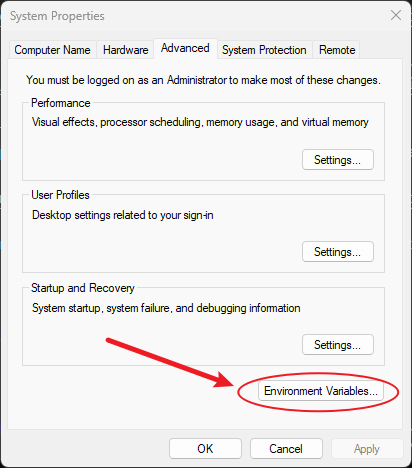 System Properties
Computer Name Hardware Advanced System Protection Remote
You must be logged on as an Administrator to make most of these changes.
Performance
Visual effects, processor scheduling, memory usage, and virtual memory
Settings...
User Profiles
Desktop settings related to your sign-in
Settings...
Startup and Recovery
System startup, system failure, and debugging information
Settings...
Environment Variables...
OK Cancel Apply